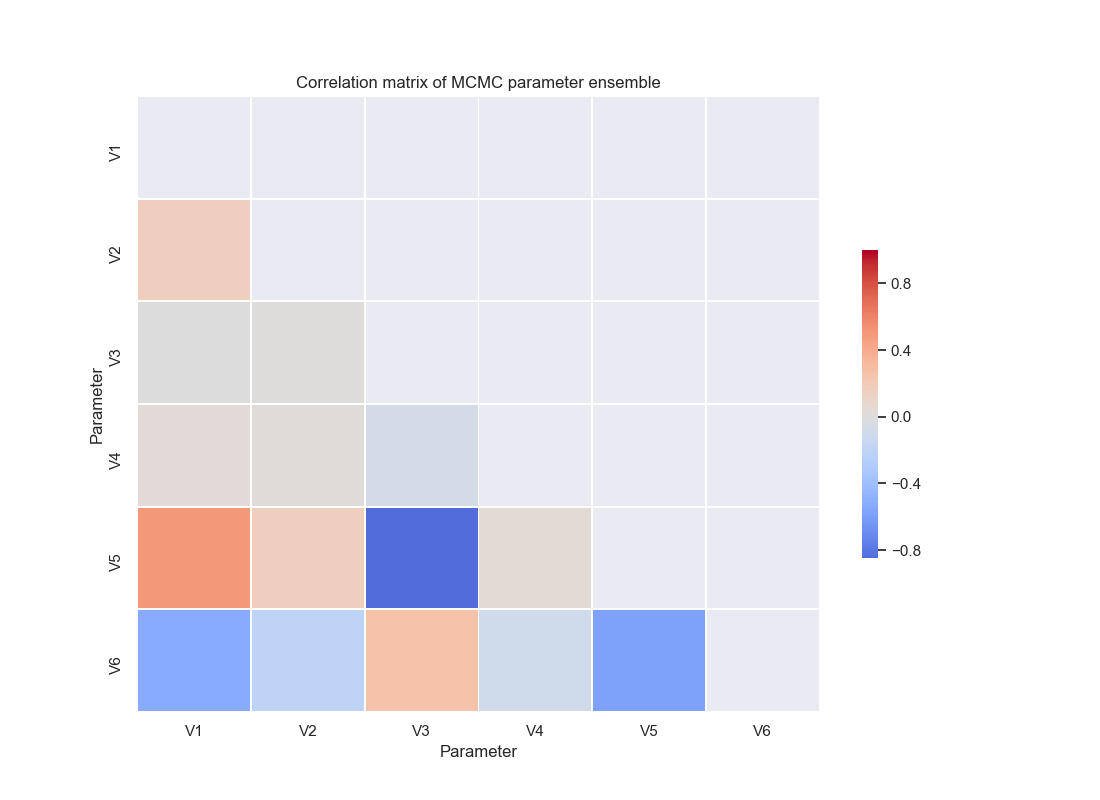 Correlation matrix of MCMC parameter ensemble
Parameter
V1
V2
V3
V4
V5
V6
V1 V2 V3 V4 V5 V6
Parameter
0.8
0.4
0.0
−0.4
−0.8